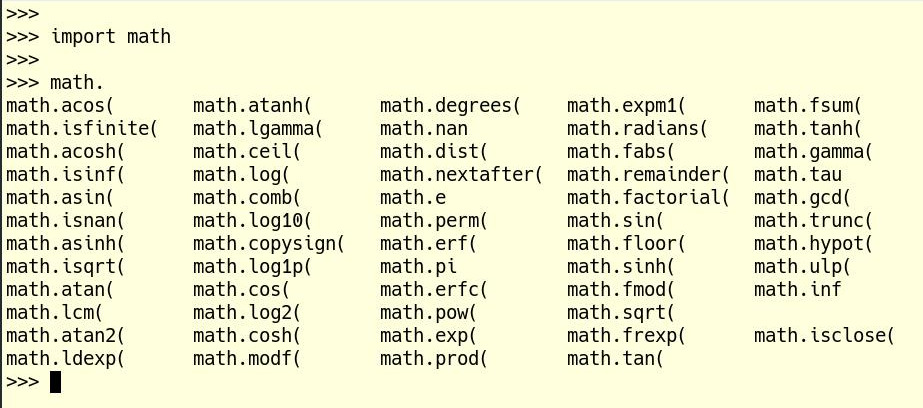 >>>
>>> import math
>>>
>>> math.
math.acos( math.atanh( math.degrees( math.expm1( math.fsum(
math.isfinite( math.lgamma( math.nan math.radians( math.tanh(
math.acosh( math.ceil( math.dist( math.fabs( math.gamma(
math.isinf( math.log( math.nextafter( math.remainder( math.tau
math.asin( math.comb( math.e math.factorial( math.gcd(
math.isnan( math.log10( math.perm( math.sin( math.trunc(
math.asinh( math.copysign( math.erf( math.floor( math.hypot(
math.isqrt( math.log1p( math.pi math.sinh( math.ulp(
math.atan( math.cos( math.erfc( math.fmod( math.inf
math.lcm( math.log2( math.pow( math.sqrt(
math.atan2( math.cosh( math.exp( math.frexp( math.isclose(
math.ldexp( math.modf( math.prod( math.tan(
>>>